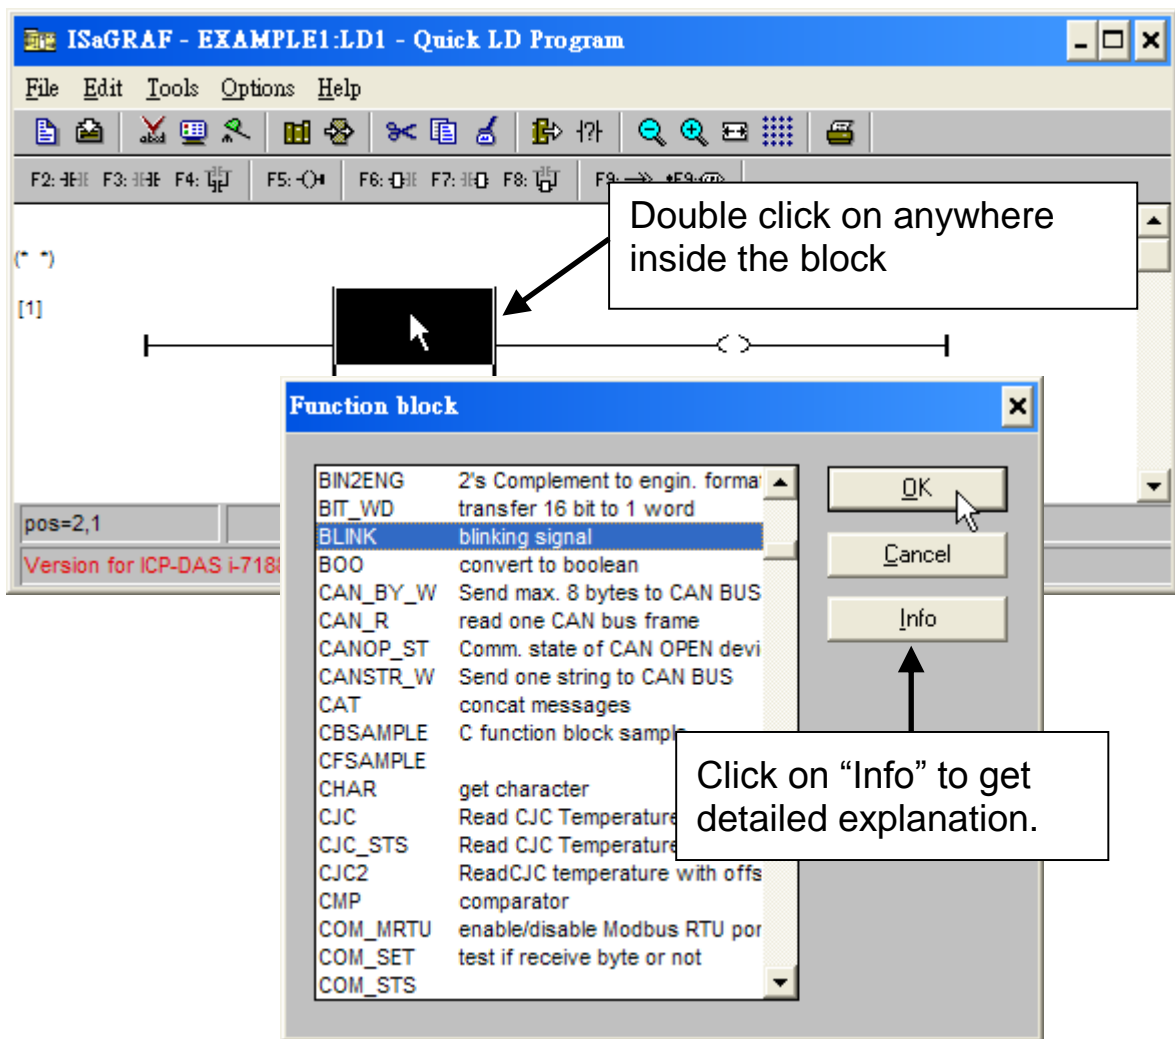 ISaGRAF - EXAMPLE1:LD1 - Quick LD Program
File Edit Tools Options Help
F2: F3: F4: F5: F6: F7: F8: F9:
Double click on anywhere
inside the block
(* *)
[1]
Function block
BIN2ENG 2's Complement to engin. forma
BIT_WD transfer 16 bit to 1 word
BLINK blinking signal
BOO convert to boolean
CAN_BY_W Send max. 8 bytes to CAN BUS
CAN_R read one CAN bus frame
CANOP_ST Comm. state of CAN OPEN devi
CANSTR_W Send one string to CAN BUS
CAT concat messages
CBSAMPLE C function block sample
CFSAMPLE
CHAR get character
CJC Read CJC Temperature
CJC_STS Read CJC Temperature
CJC2 ReadCJC temperature with offs
CMP comparator
COM_MRTU enable/disable Modbus RTU por
COM_SET test if receive byte or not
COM_STS
OK
Cancel
Info
Click on “Info” to get
detailed explanation.
pos=2,1
Version for ICP-DAS i-7188